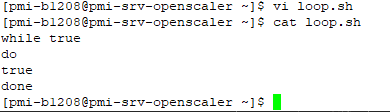 [pmi-b1208@pmi-srv-openscaler ~]$ vi loop.sh
[pmi-b1208@pmi-srv-openscaler ~]$ cat loop.sh
while true
do
true
done
[pmi-b1208@pmi-srv-openscaler ~]$